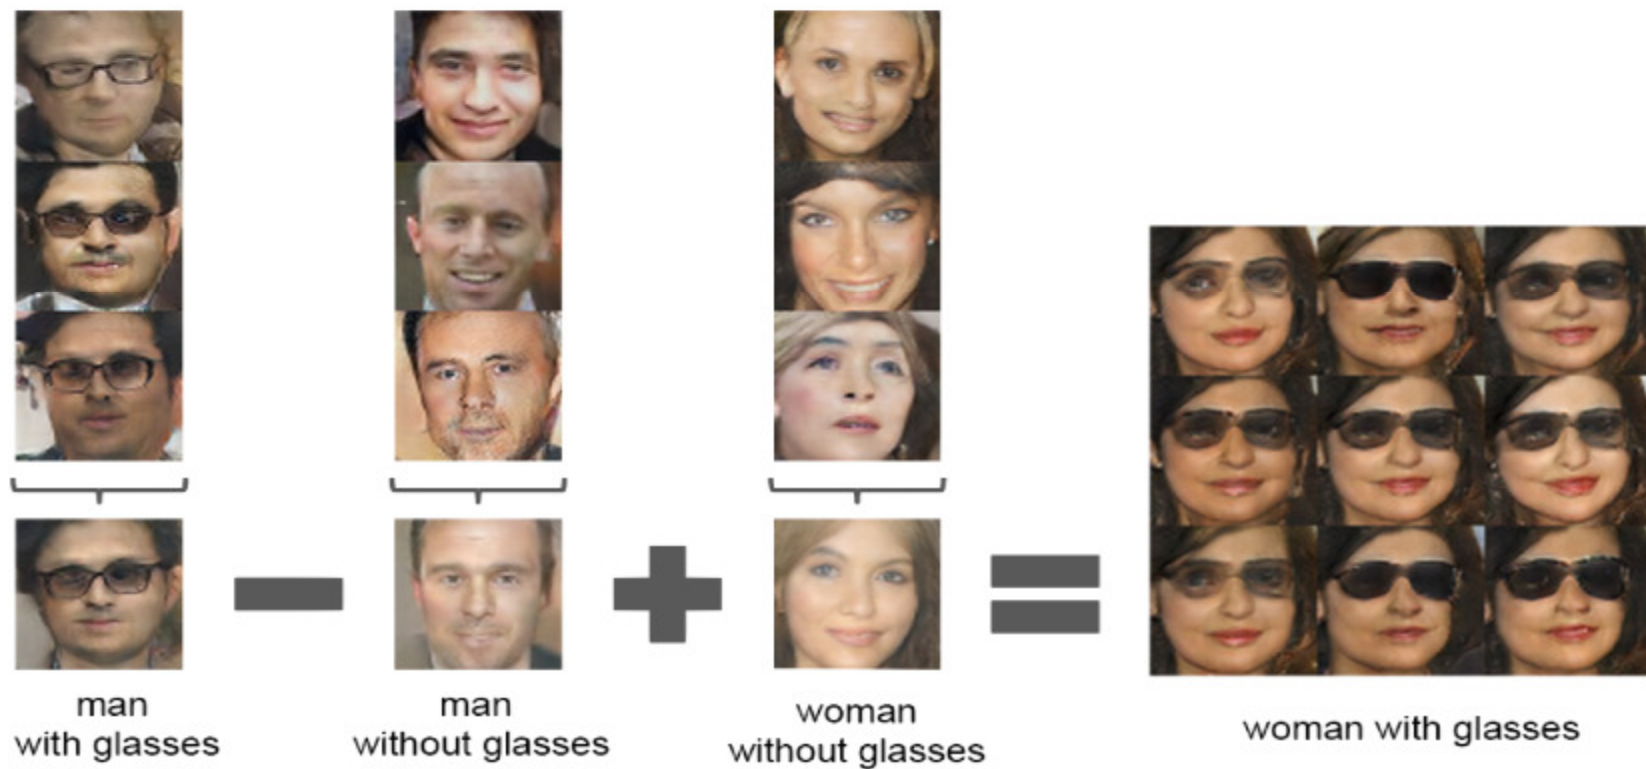 man
with glasses
man
without glasses
woman
without glasses
woman with glasses